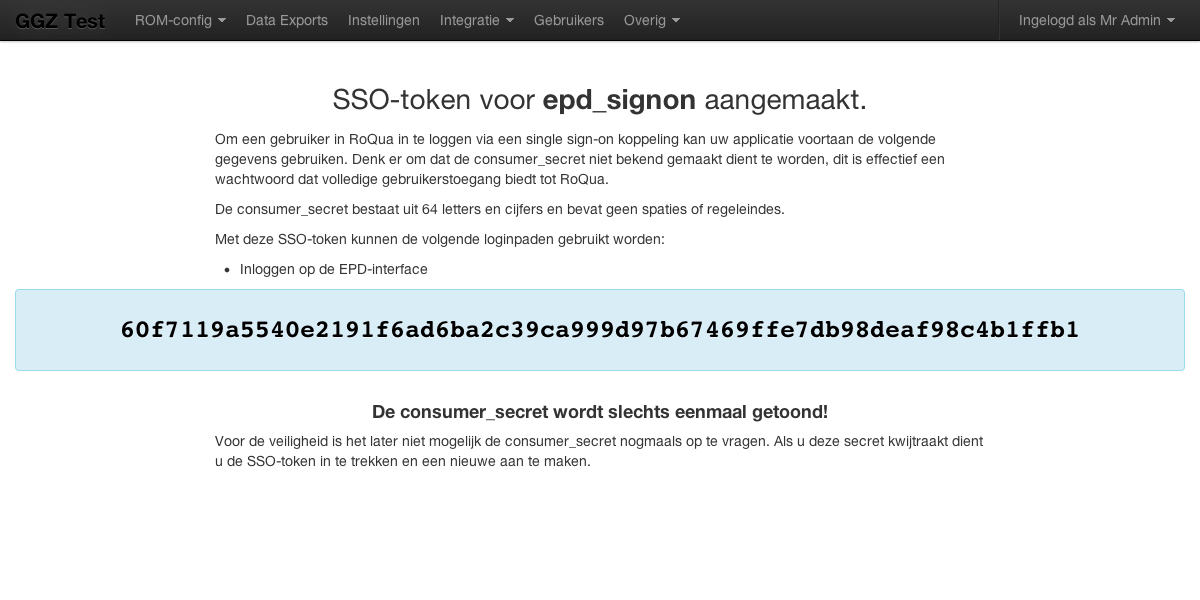 GGZ Test ROM-config Data Exports Instellingen Integratie Gebruikers Overig Ingelogd als Mr Admin
SSO-token voor epd_signon aangemaakt.
Om een gebruiker in RoQua in te loggen via een single sign-on koppeling kan uw applicatie voortaan de volgende
gegevens gebruiken. Denk er om dat de consumer_secret niet bekend gemaakt dient te worden, dit is effectief een
wachtwoord dat volledige gebruikerstoegang biedt tot RoQua.
De consumer_secret bestaat uit 64 letters en cijfers en bevat geen spaties of regeleindes.
Met deze SSO-token kunnen de volgende loginpaden gebruikt worden:
• Inloggen op de EPD-interface
60f7119a5540e2191f6ad6ba2c39ca999d97b67469ffe7db98deaf98c4b1ffb1
De consumer_secret wordt slechts eenmaal getoond!
Voor de veiligheid is het later niet mogelijk de consumer_secret nogmaals op te vragen. Als u deze secret kwijtraakt dient
u de SSO-token in te trekken en een nieuwe aan te maken.